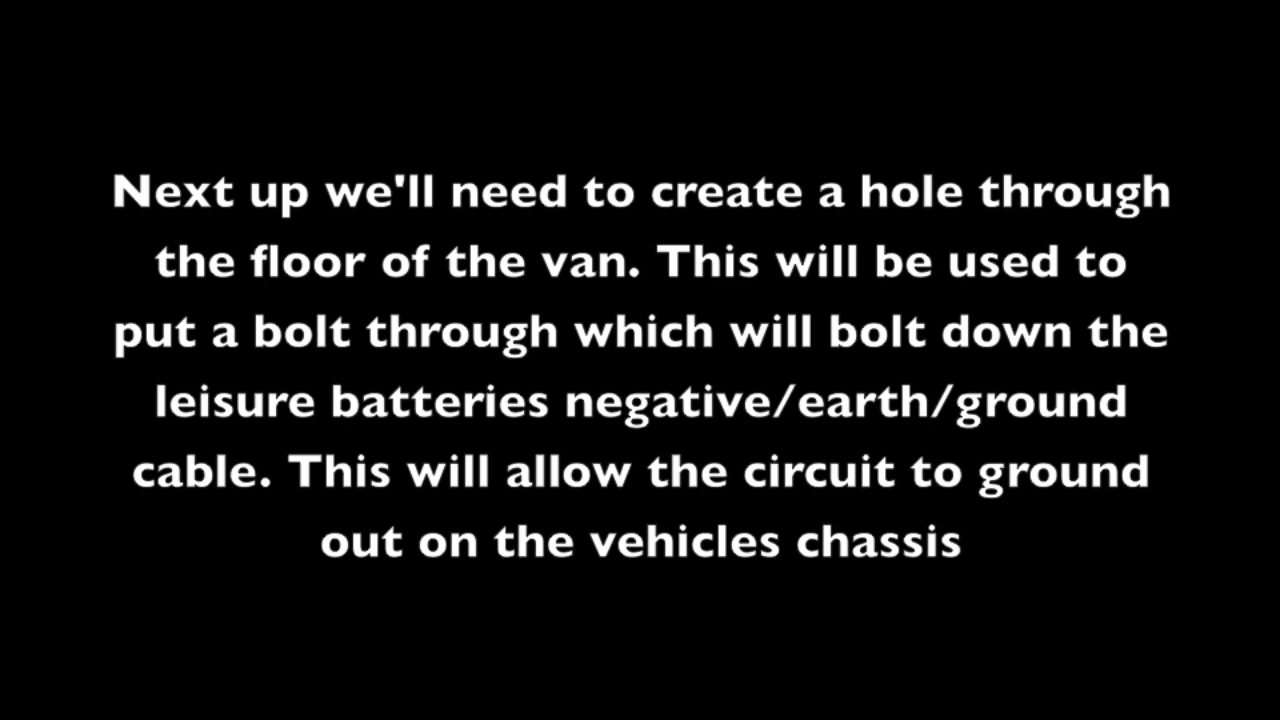 Next up we'll need to create a hole through
the floor of the van. This will be used to
put a bolt through which will bolt down the
leisure batteries negative/earth/ground
cable. This will allow the circuit to ground
out on the vehicles chassis